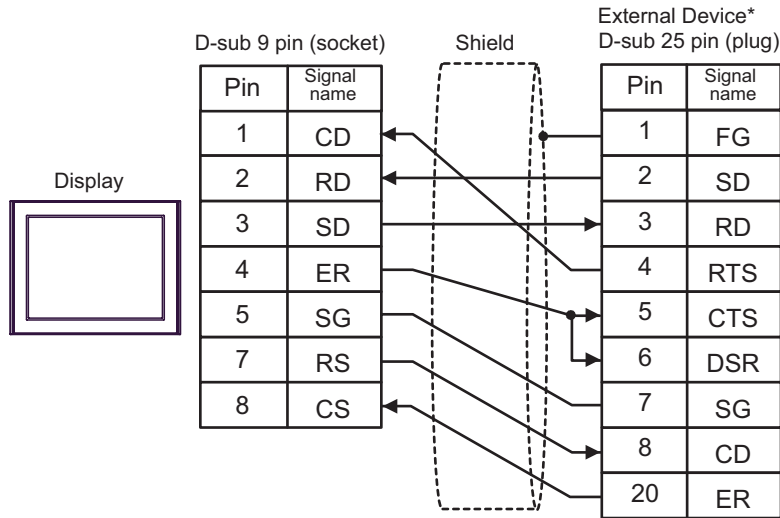 External Device*
D-sub 9 pin (socket) Shield D-sub 25 pin (plug)
Display
Pin Signal name
1 CD
2 RD
3 SD
4 ER
5 SG
7 RS
8 CS
Pin Signal name
1 FG
2 SD
3 RD
4 RTS
5 CTS
6 DSR
7 SG
8 CD
20 ER